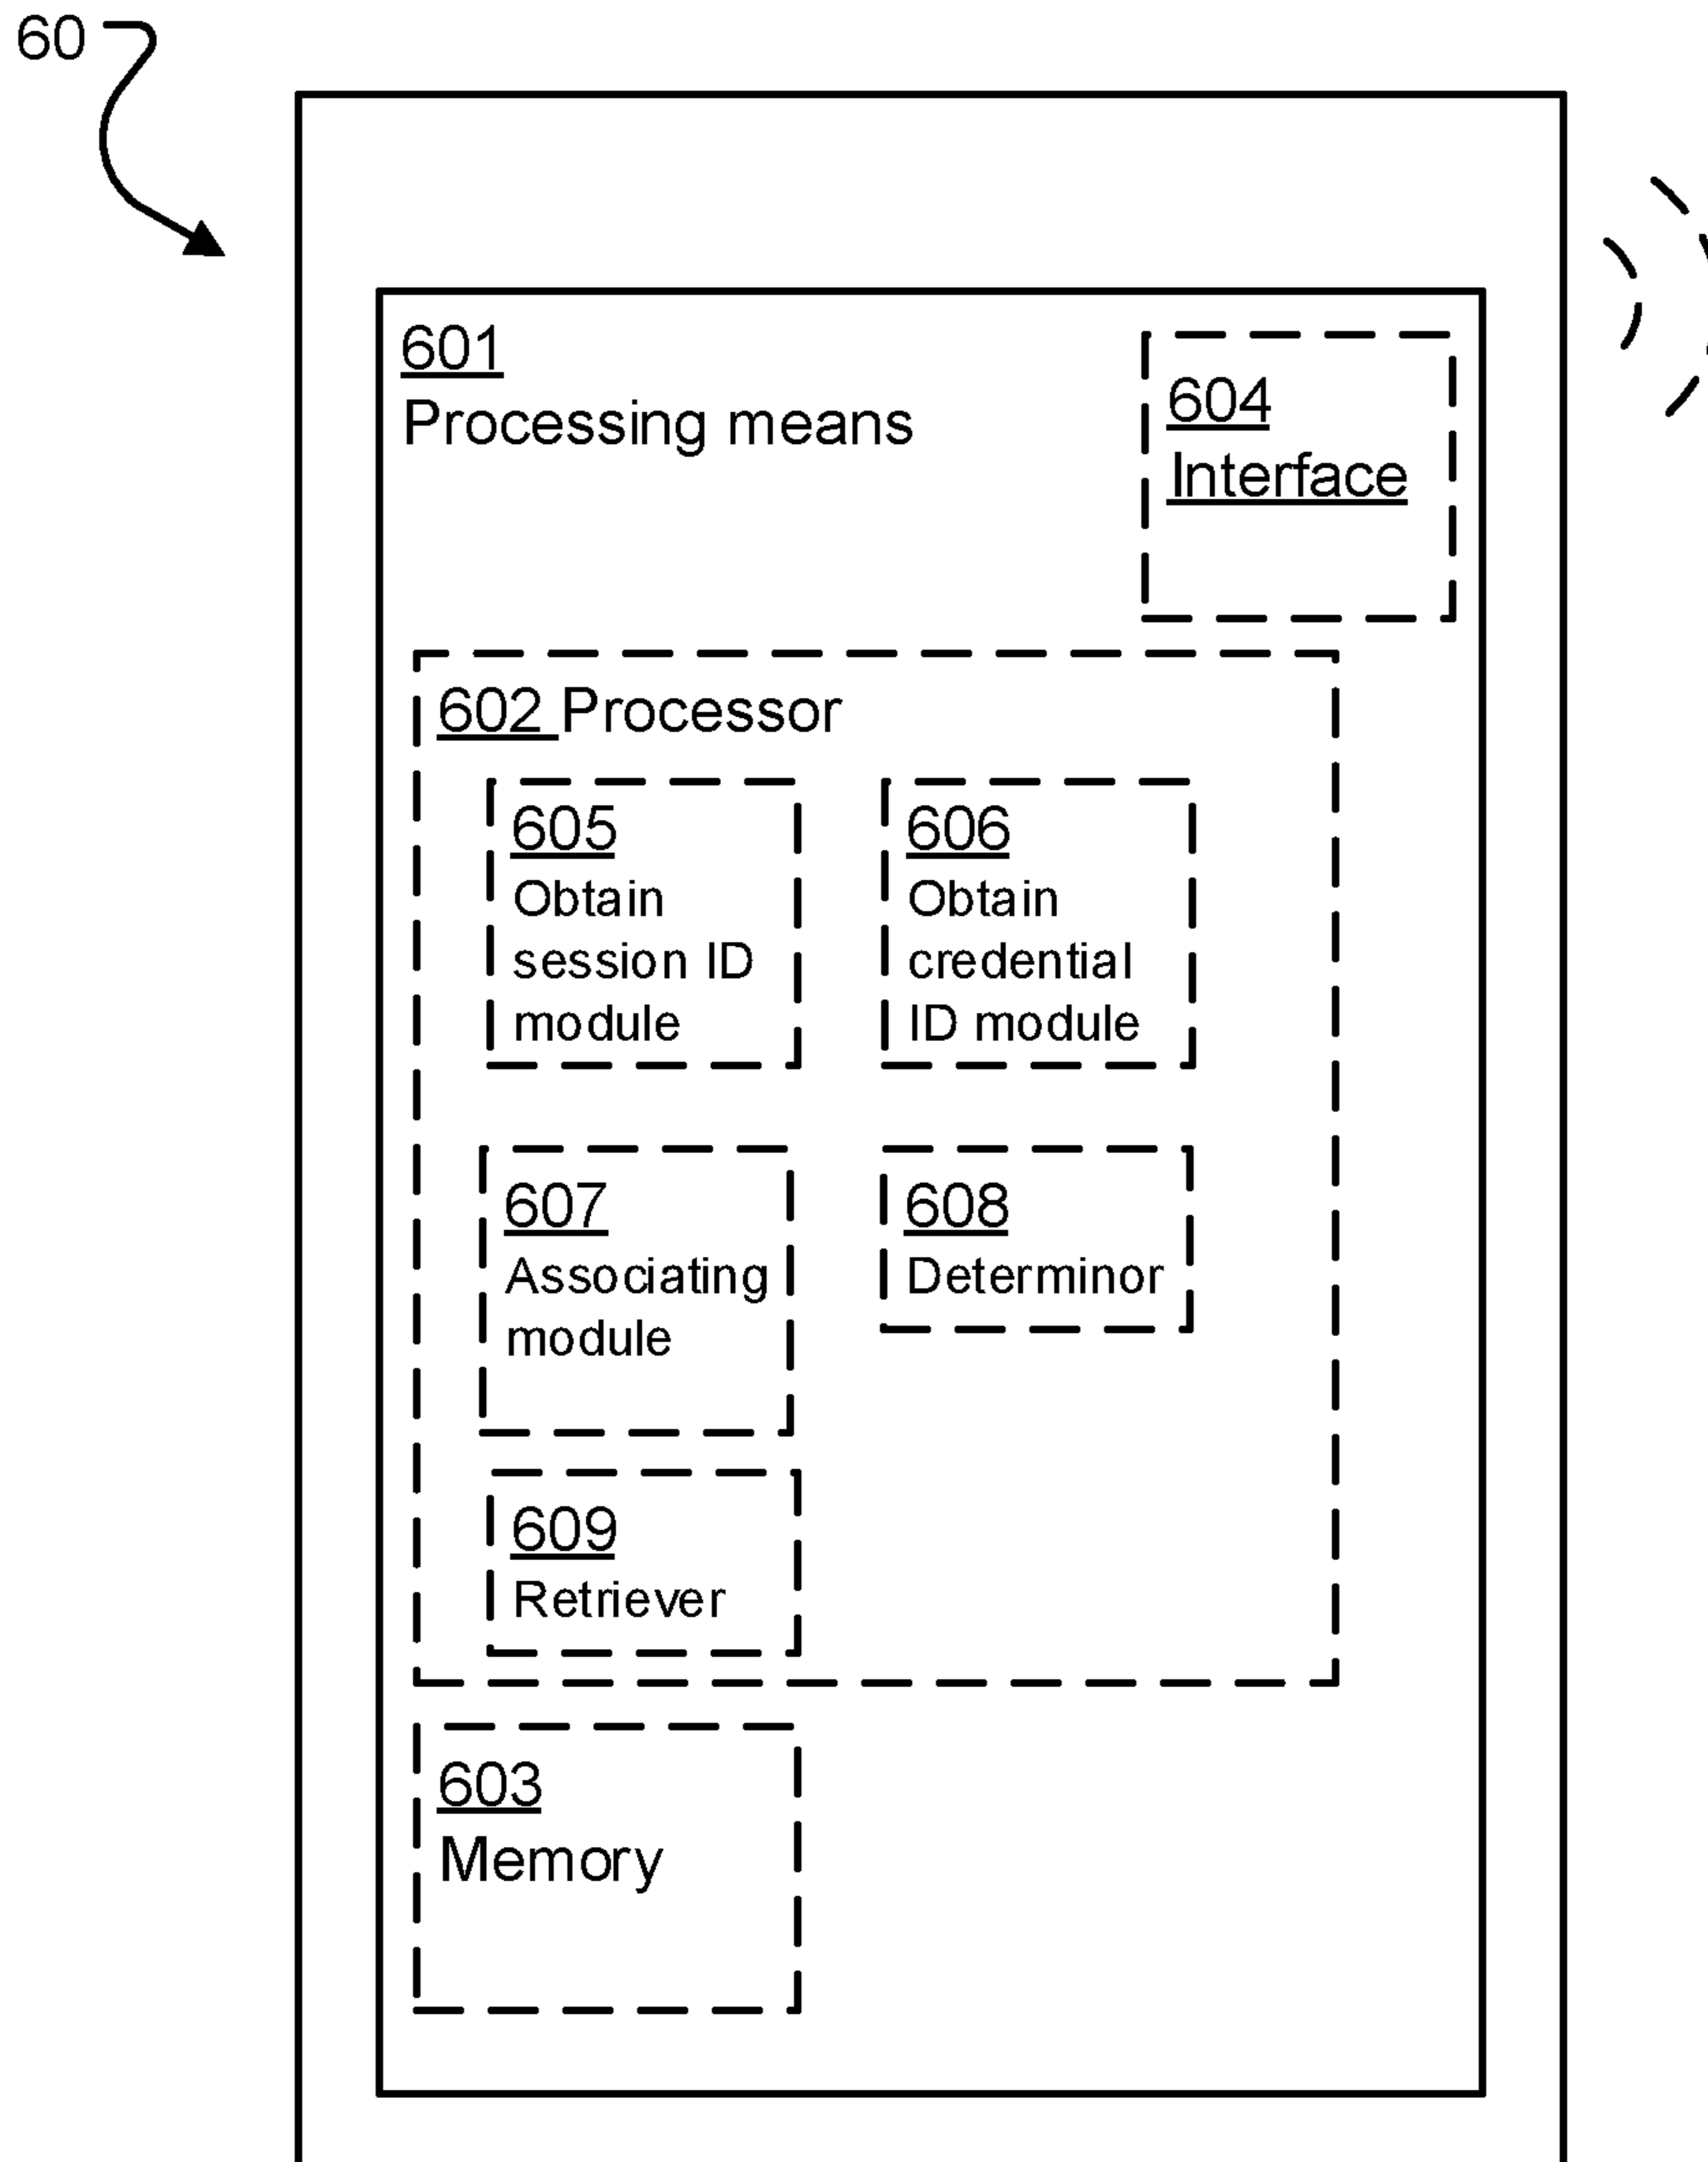 60
601
Processing means
604
Interface
602 Processor
605
Obtain
session ID
module
606
Obtain
credential
ID module
607
Associating
module
608
Determinor
609
Retriever
603
Memory